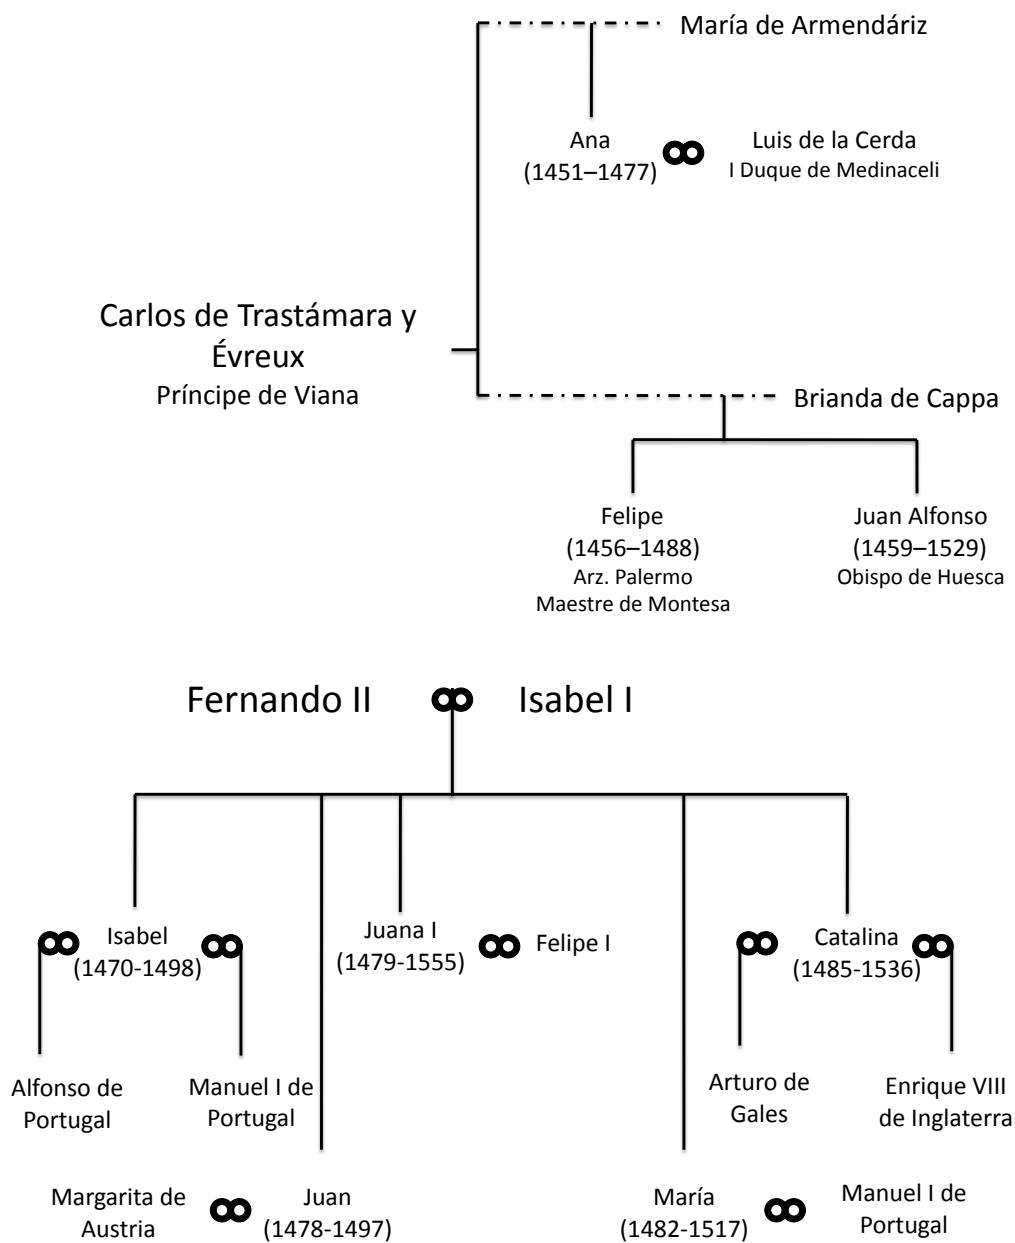 María de Armendáriz
Ana
(1451–1477)
Luis de la Cerda
I Duque de Medinaceli
Carlos de Trastámara y
Évreux
Príncipe de Viana
Brianda de Cappa
Felipe
(1456–1488)
Arz. Palermo
Maestre de Montesa
Juan Alfonso
(1459–1529)
Obispo de Huesca
Fernando II
Isabel I
Isabel
(1470-1498)
Juana I
(1479-1555)
Felipe I
Catalina
(1485-1536)
Alfonso de
Portugal
Manuel I de
Portugal
Arturo de
Gales
Enrique VIII
de Inglaterra
Margarita de
Austria
Juan
(1478-1497)
María
(1482-1517)
Manuel I de
Portugal